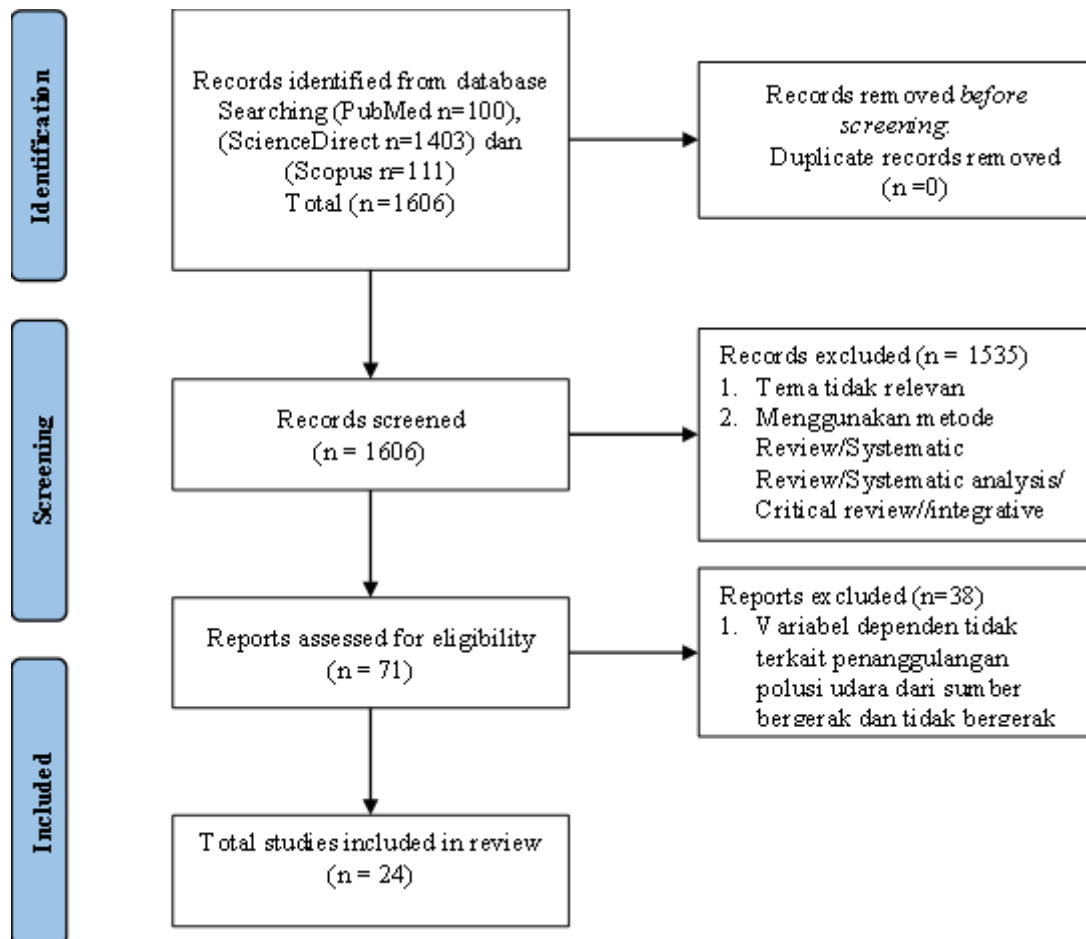 Identification
Records identified from database
Searching (PubMed n=100),
(ScienceDirect n=1403) dan
(Scopus n=111)
Total (n=1606)
Records removed before
screening:
Duplicate records removed
(n =0)
Screening
Records screened
(n = 1606)
Records excluded (n = 1535)
1. Tema tidak relevan
2. Menggunakan metode
Review/Systematic
Review/Systematic analysis/
Critical review//integrative
Reports assessed for eligibility
(n = 71)
Reports excluded (n=38)
1. Variabel dependen tidak
terkait penanggulangan
polusi udara dari sumber
bergerak dan tidak bergerak
Included
Total studies included in review
(n = 24)